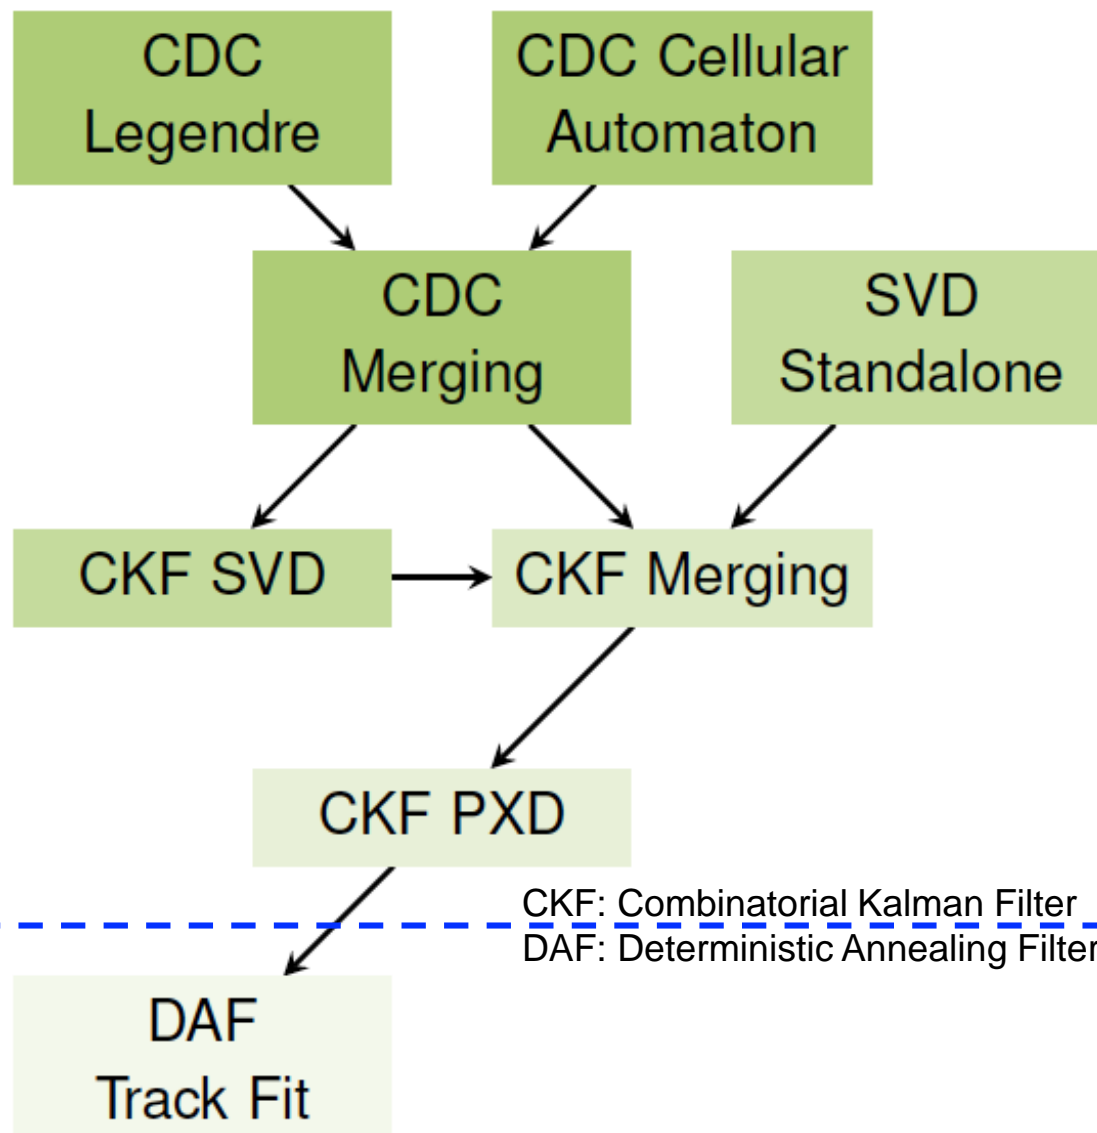 CDC
Legendre
CDC Cellular
Automaton
CDC
Merging
SVD
Standalone
CKF SVD
CKF Merging
CKF PXD
CKF: Combinatorial Kalman Filter
DAF: Deterministic Annealing Filter
DAF
Track Fit